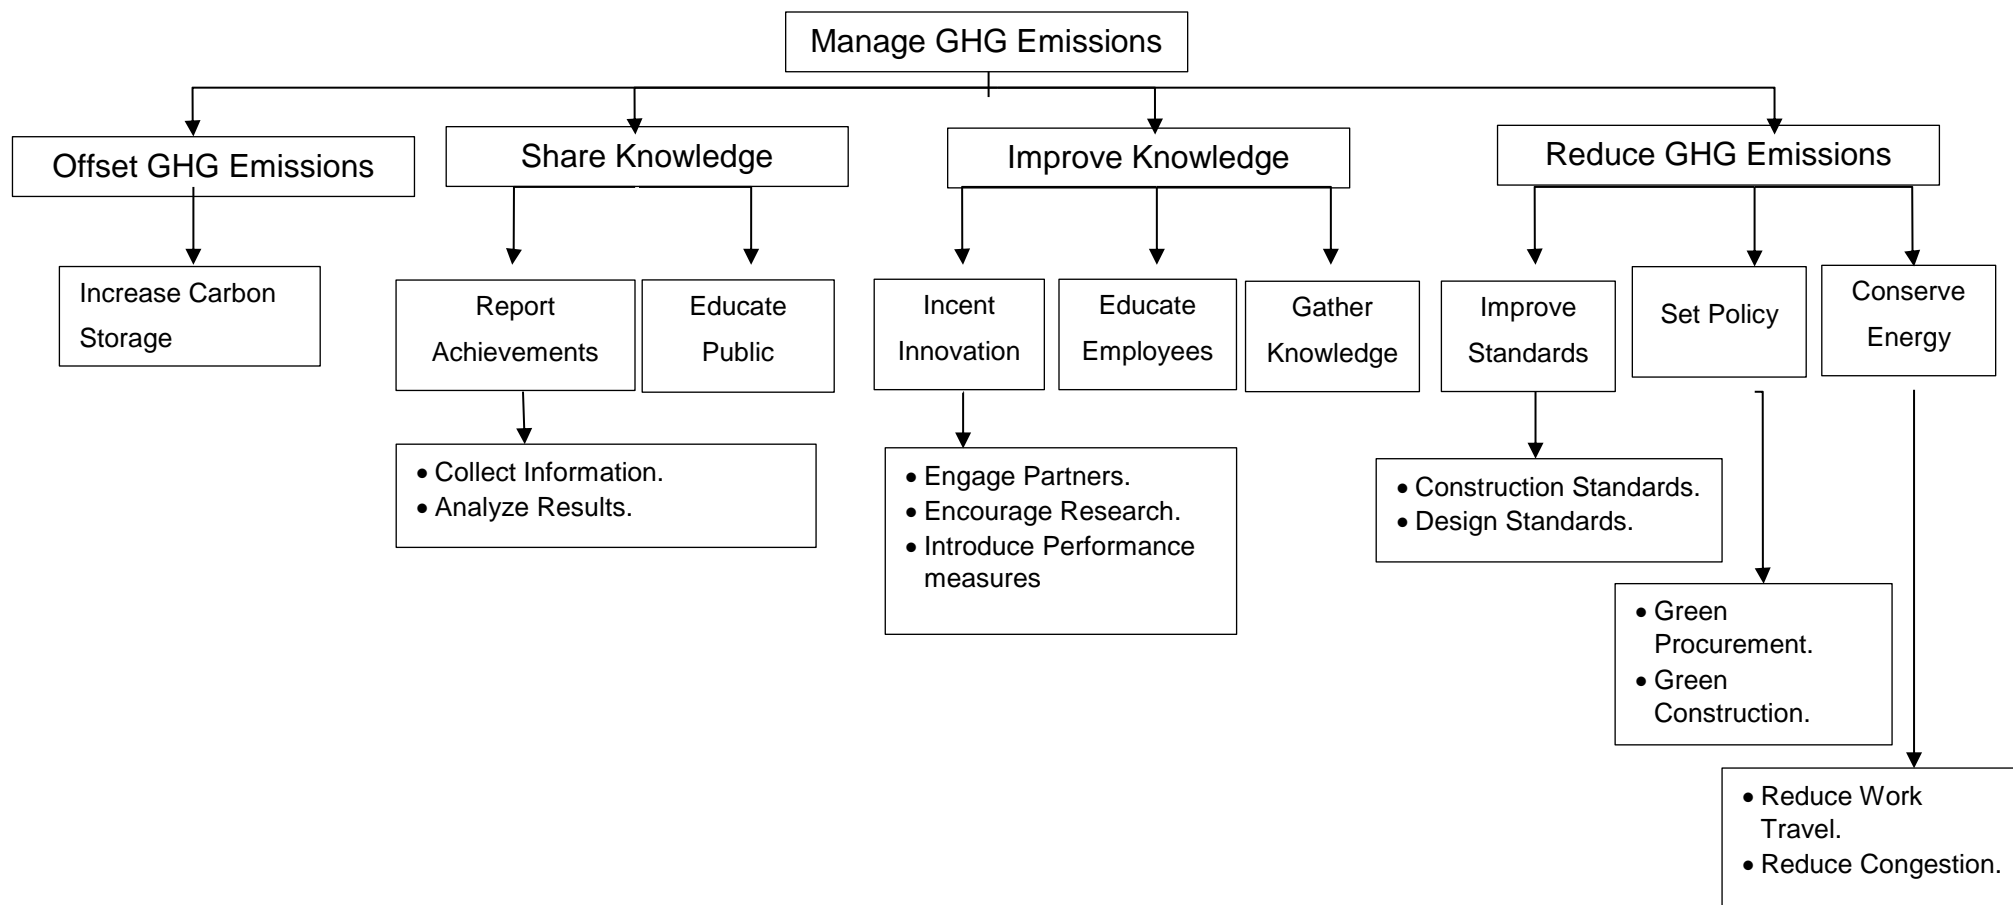 Manage GHG Emissions
Offset GHG Emissions
Share Knowledge
Improve Knowledge
Reduce GHG Emissions
Increase Carbon
Storage
Report
Achievements
Educate
Public
Incent
Innovation
Educate
Employees
Gather
Knowledge
Improve
Standards
Set Policy
Conserve
Energy
• Collect Information.
• Analyze Results.
• Engage Partners.
• Encourage Research.
• Introduce Performance
measures
• Construction Standards.
• Design Standards.
• Green
Procurement.
• Green
Construction.
• Reduce Work
Travel.
• Reduce Congestion.